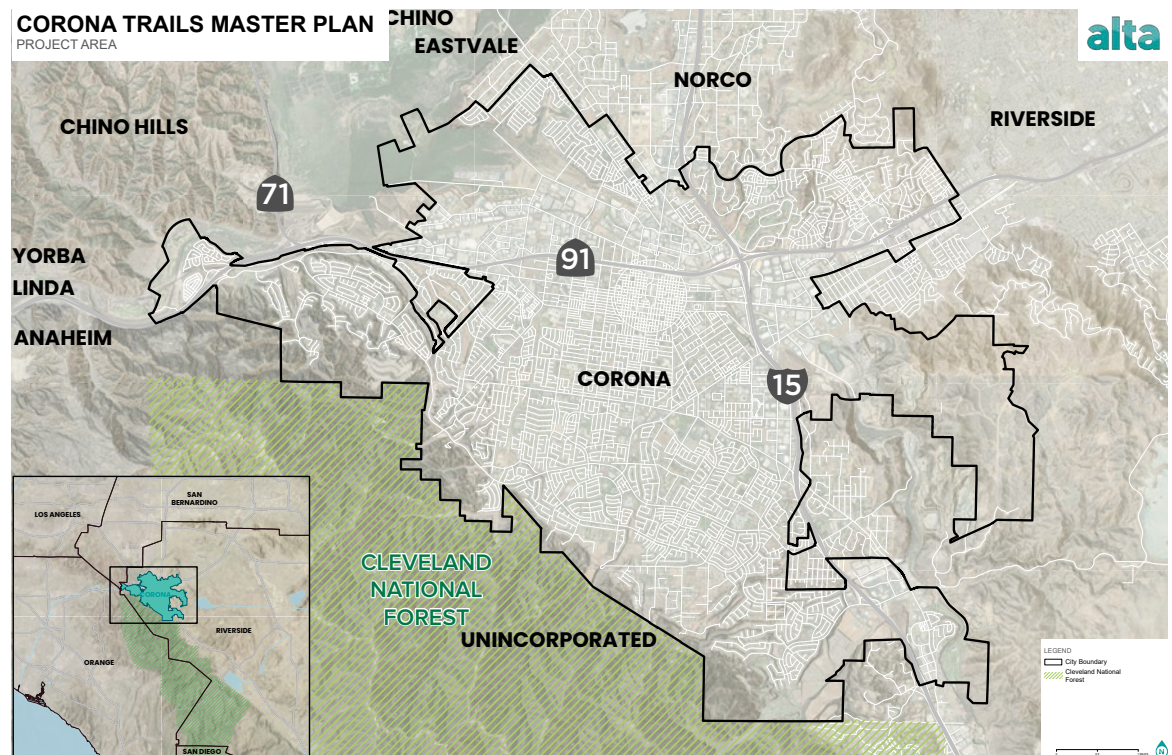 CORONA TRAILS MASTER PLAN
PROJECT AREA
CHINO
EASTVALE
alta
NORCO
CHINO HILLS
RIVERSIDE
71
YORBA
LINDA
91
ANAHEIM
CORONA
15
SAN
BERNARDINO
LOS ANGELES
CLEVELAND
NATIONAL
FOREST
CORONA
UNINCORPORATED
RIVERSIDE
ORANGE
SAN DIEGO
LEGEND
City Boundary
Cleveland National
Forest